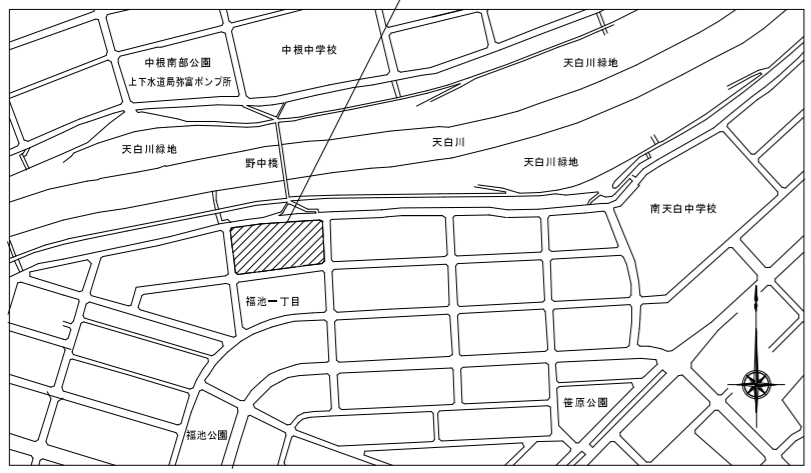 中根中学校
中根南部公園
上下水道局弥富ポンプ所
天白川緑地
天白川
天白川緑地
野中橋
天白川緑地
南天白中学校
福池一丁目
笹原公園
福池公園